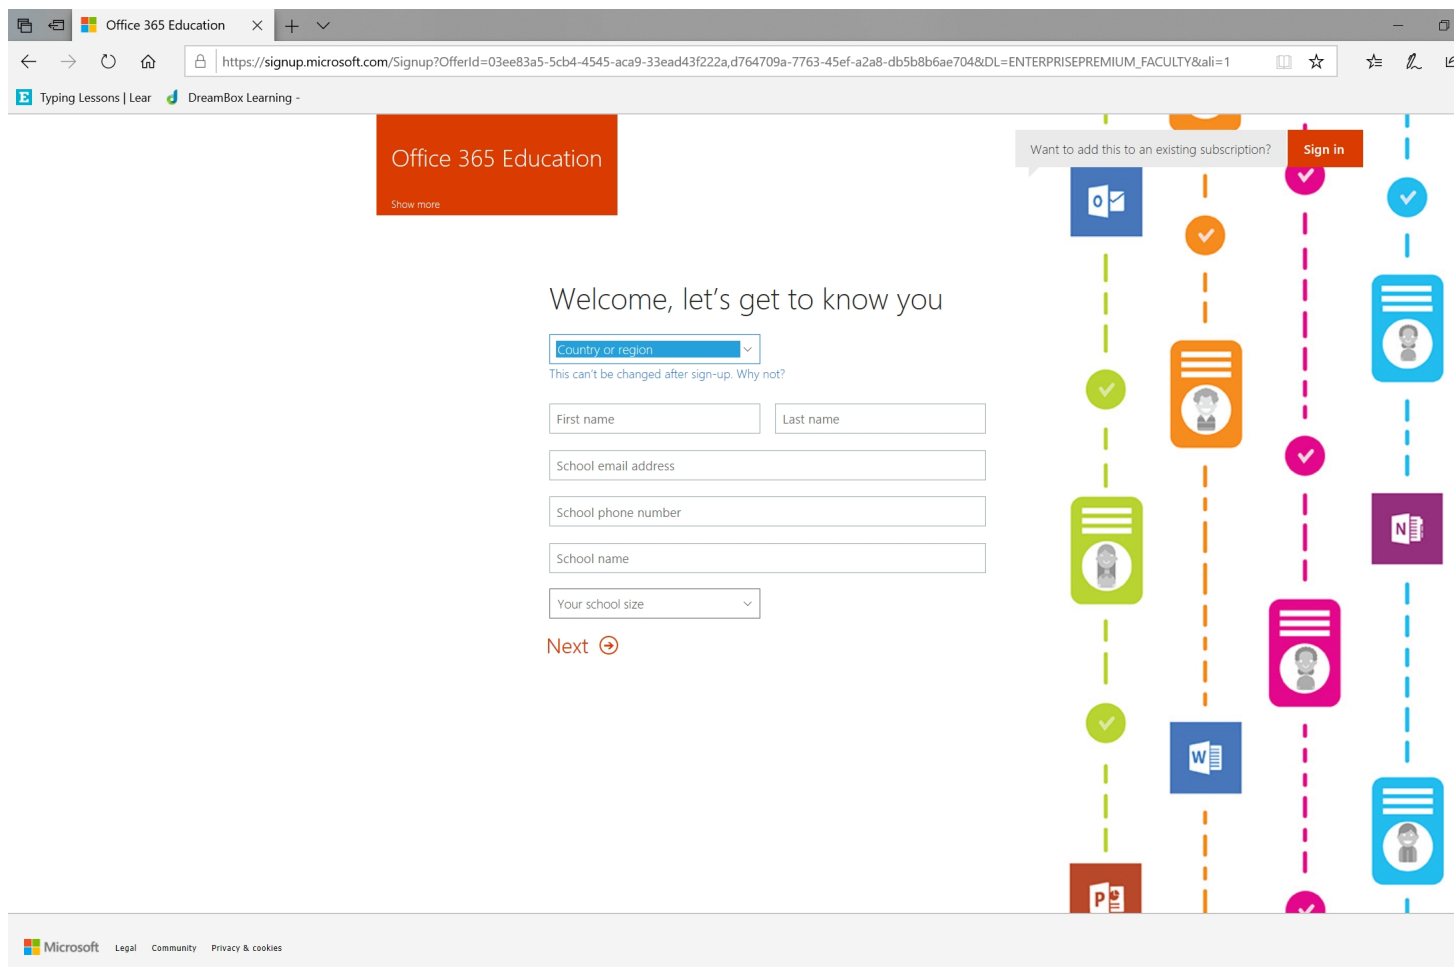 Office 365 Education
https://signup.microsoft.com/Signup?OfferId=03ee83a5-5cb4-4545-aca9-33ead43f222a,d764709a-7763-45ef-a2a8-db5b8b6ae704&DL=ENTERPRISEPREMIUM_FACULTY&ali=1
E Typing Lessons | Lear d DreamBox Learning -
Office 365 Education
Show more
Want to add this to an existing subscription? Sign in
Welcome, let's get to know you
Country or region
This can't be changed after sign-up. Why not?
First name Last name
School email address
School phone number
School name
Your school size
Next
O
N
W
P
Microsoft Legal Community Privacy & cookies